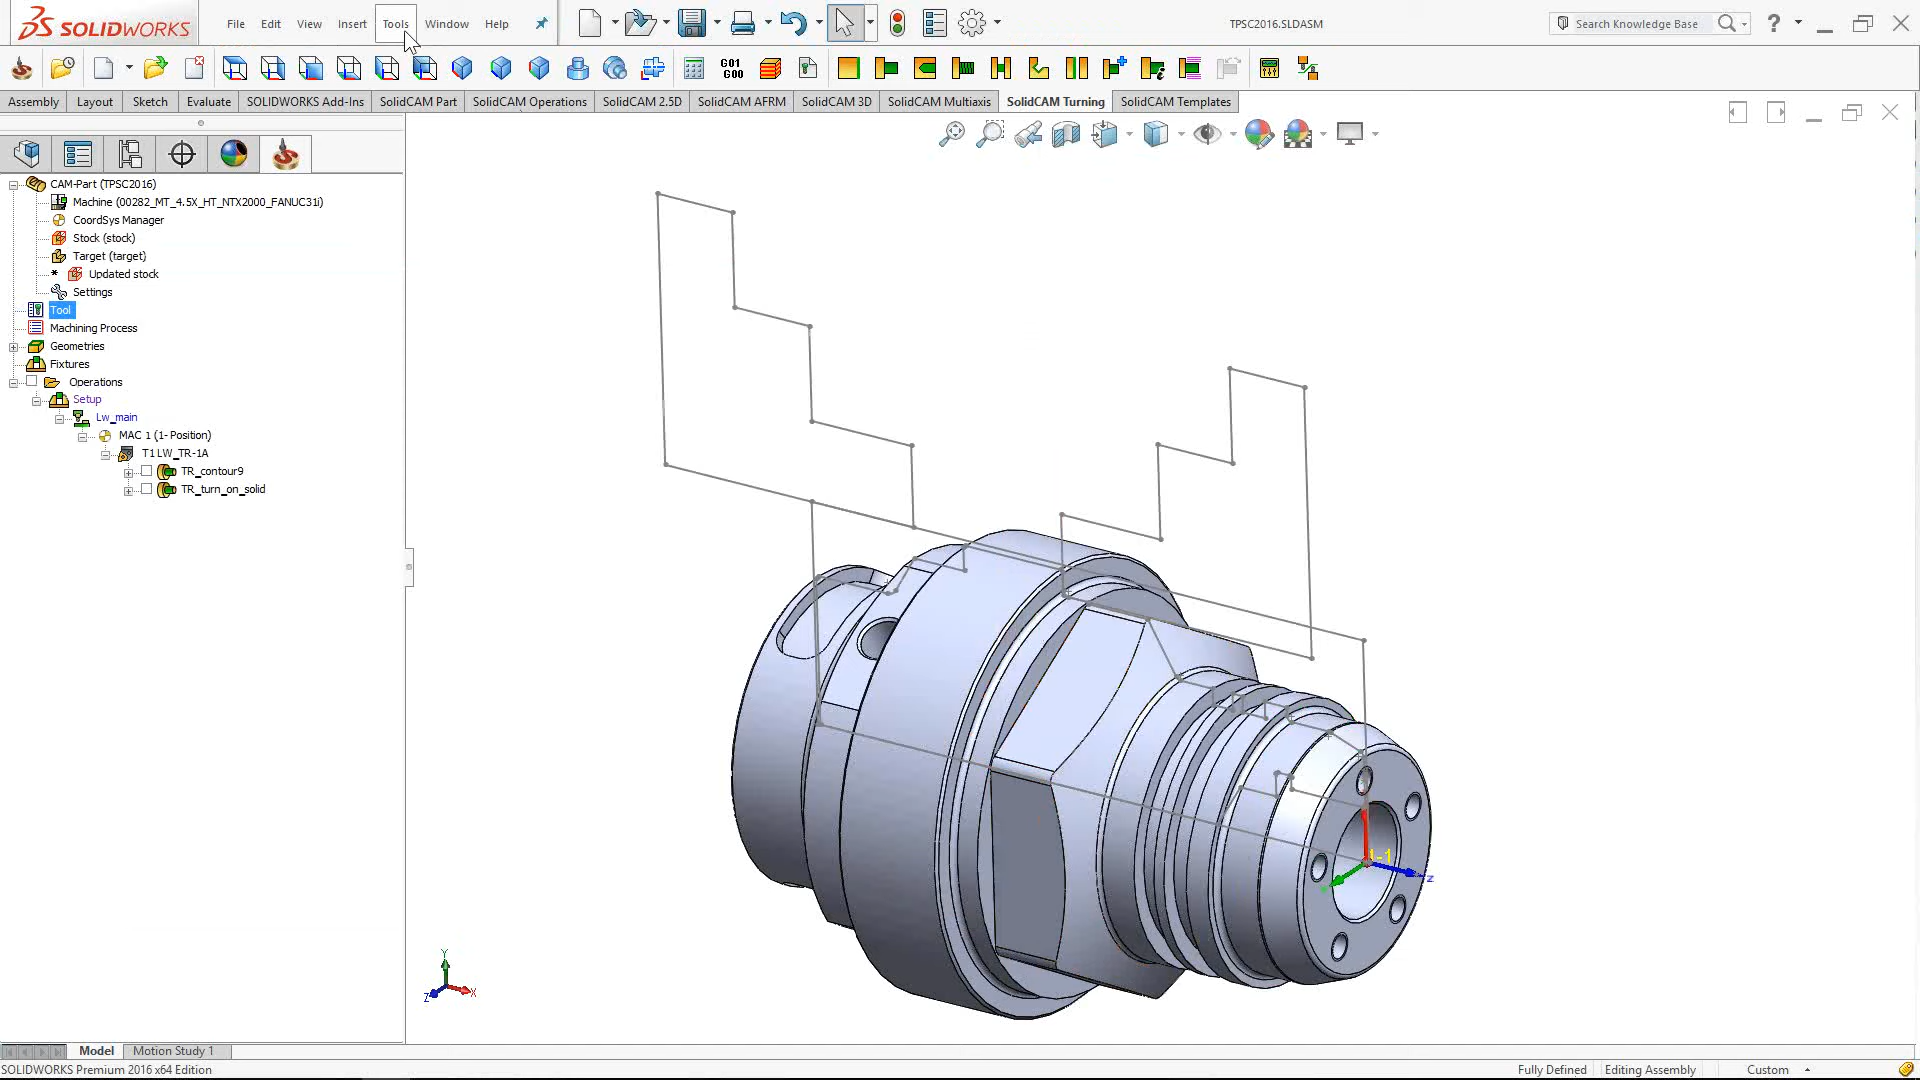 SOLIDWORKS
File Edit View Insert Tools Window Help
TPSC2016.SLDASM
Search Knowledge Base
?
G01
G00
Assembly Layout Sketch Evaluate SOLIDWORKS Add-Ins SolidCAM Part SolidCAM Operations SolidCAM 2.5D SolidCAM AFRM SolidCAM 3D SolidCAM Multiaxis SolidCAM Turning SolidCAM Templates
CAM-Part (TPSC2016)
Machine (00282_MT_4.5X_HT_NTX2000_FANUC31i)
CoordSys Manager
Stock (stock)
Target (target)
* Updated stock
Settings
Tool
Machining Process
Geometries
Fixtures
Operations
Setup
Lw_main
MAC 1 (1- Position)
T1 LW_TR-1A
TR_contour9
TR_turn_on_solid
1-1
Z
Y
Z
X
Model Motion Study 1
SOLIDWORKS Premium 2016 x64 Edition
Fully Defined Editing Assembly Custom